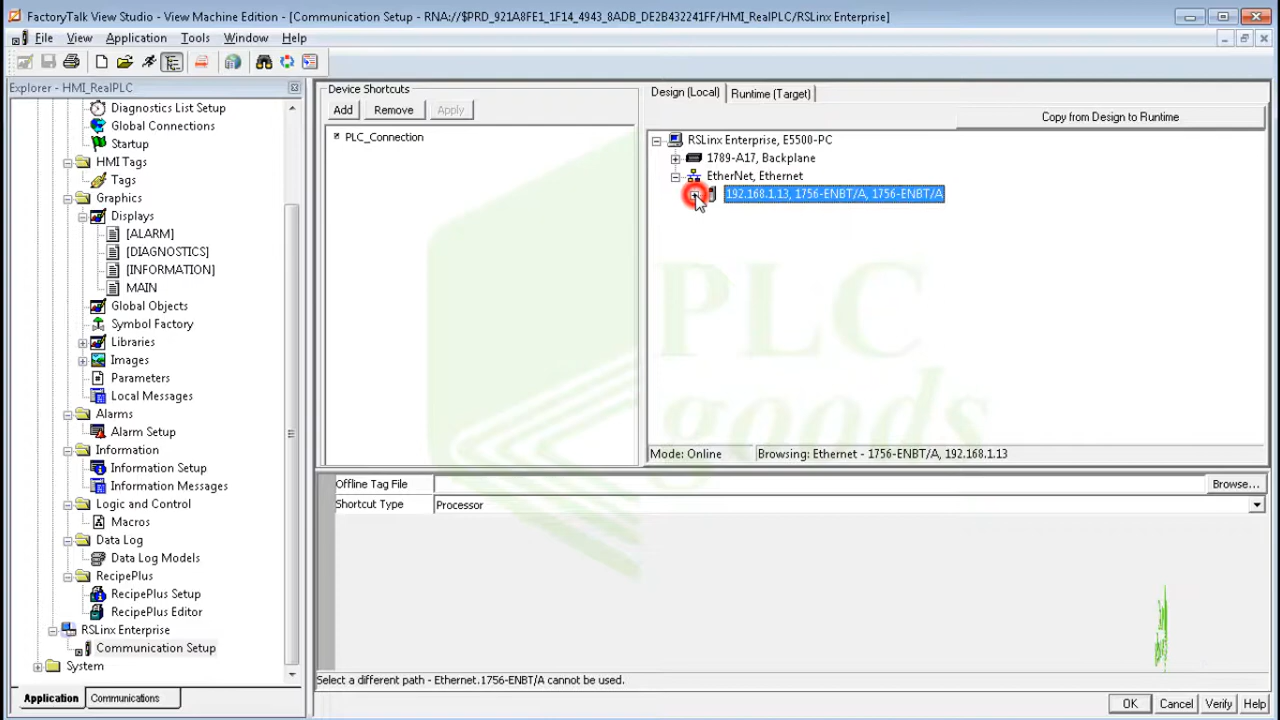 FactoryTalk View Studio - View Machine Edition - [Communication Setup - RNA://$PRD_921A8FE1_1F14_4943_8ADB_DE2B432241FF/HMI_RealPLC/RSLinx Enterprise]
File View Application Tools Window Help
Explorer - HMI_RealPLC
Diagnostics List Setup
Global Connections
Startup
HMI Tags
Tags
Graphics
Displays
[ALARM]
[DIAGNOSTICS]
[INFORMATION]
MAIN
Global Objects
Symbol Factory
Libraries
Images
Parameters
Local Messages
Alarms
Alarm Setup
Information
Information Setup
Information Messages
Logic and Control
Macros
Data Log
Data Log Models
RecipePlus
RecipePlus Setup
RecipePlus Editor
RSLinx Enterprise
Communication Setup
System
Application Communications
Device Shortcuts
Add Remove Apply
PLC_Connection
Design (Local) Runtime (Target)
Copy from Design to Runtime
RSLinx Enterprise, E5500-PC
1789-A17, Backplane
EtherNet, Ethernet
192.168.1.13, 1756-ENBT/A, 1756-ENBT/A
PLC
Mode: Online Browsing: Ethernet - 1756-ENBT/A, 192.168.1.13
Offline Tag File Browse...
Shortcut Type Processor
Select a different path - Ethernet.1756-ENBT/A cannot be used.
OK Cancel Verify Help